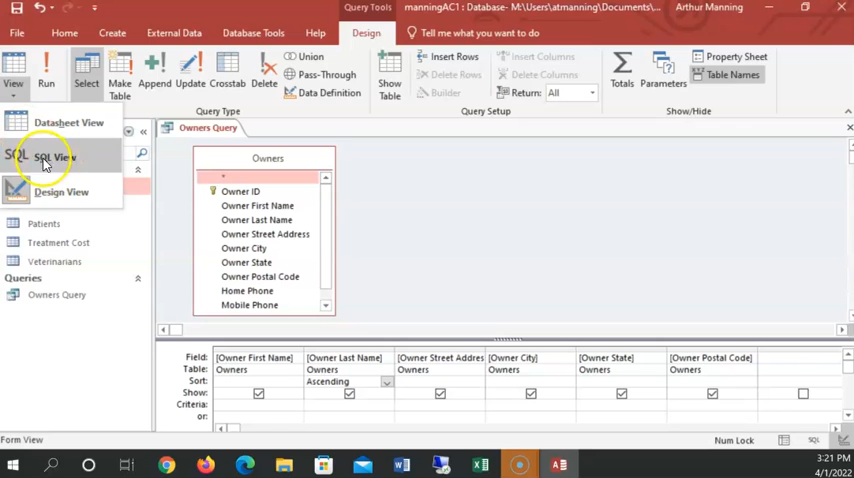 Query Tools
manningAC1 : Database- M:\Users\atmanning\Documents\...
Arthur Manning
File
Home
Create
External Data
Database Tools
Help
Design
Tell me what you want to do
View
Run
Select
Make Table
Append
Update
Crosstab
Delete
Union
Pass-Through
Data Definition
Show Table
Insert Rows
Delete Rows
Builder
Insert Columns
Delete Columns
Return: All
Totals
Parameters
Property Sheet
Table Names
Query Type
Query Setup
Show/Hide
Datasheet View
SQL SQL View
Design View
Owners Query
Owners
*
Owner ID
Owner First Name
Owner Last Name
Owner Street Address
Owner City
Owner State
Owner Postal Code
Home Phone
Mobile Phone
Patients
Treatment Cost
Veterinarians
Queries
Owners Query
Field: [Owner First Name] [Owner Last Name] [Owner Street Addres [Owner City] [Owner State] [Owner Postal Code]
Table: Owners Owners Owners Owners Owners Owners
Sort: Ascending
Show:
Criteria:
or:
Form View
Num Lock
SQL
3:21 PM
4/1/2022